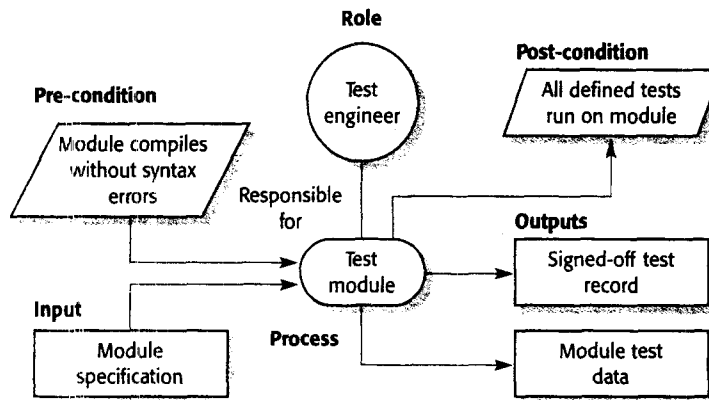 Role
Test
engineer
Post-condition
All defined tests
run on module
Pre-condition
Module compiles
without syntax
errors
Responsible
for
Test
module
Outputs
Signed-off test
record
Input
Module
specification
Process
Module test
data